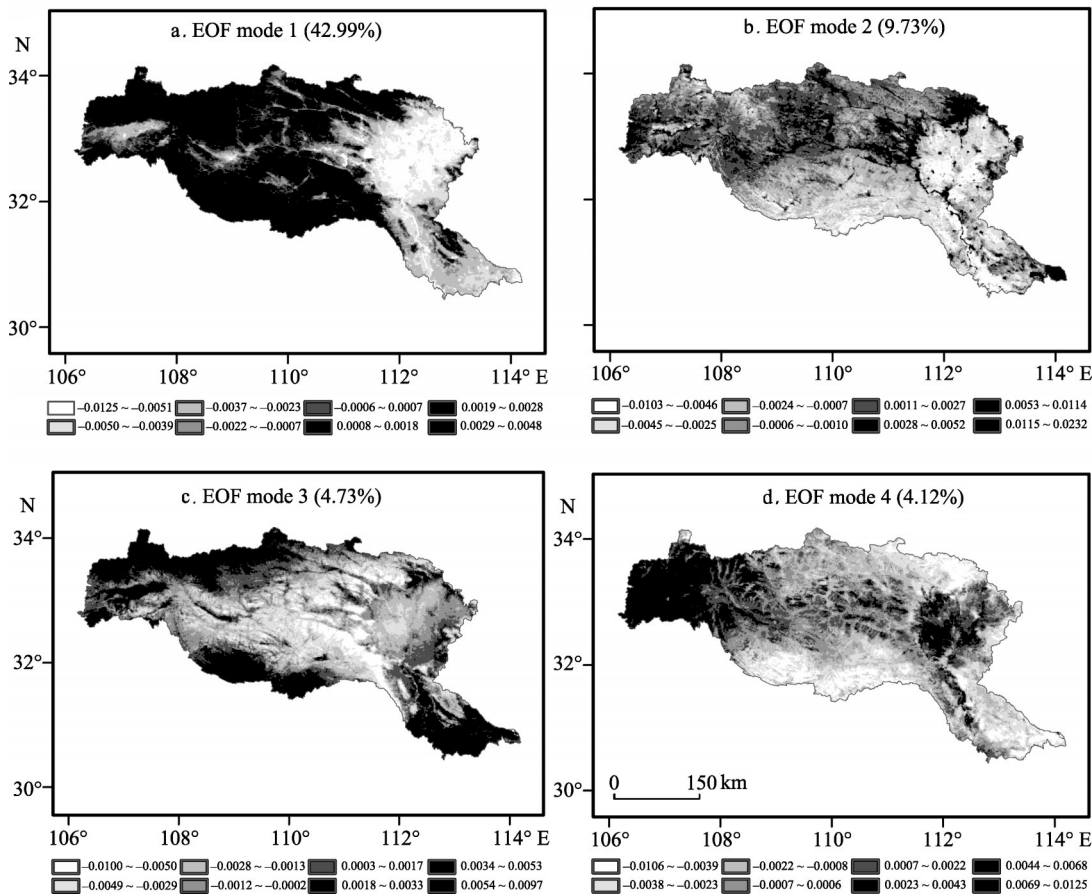 a. EOF mode 1 (42.99%)
N
34°
32°
30°
106° 108° 110° 112° 114° E
−0.0125 ~ −0.0051 −0.0037 ~ −0.0023 −0.0006 ~ 0.0007 0.0019 ~ 0.0028
−0.0050 ~ −0.0039 −0.0022 ~ −0.0007 0.0008 ~ 0.0018 0.0029 ~ 0.0048
b. EOF mode 2 (9.73%)
106° 108° 110° 112° 114° E
−0.0103 ~ −0.0046 −0.0024 ~ −0.0007 0.0011 ~ 0.0027 0.0053 ~ 0.0114
−0.0045 ~ −0.0025 −0.0006 ~ −0.0010 0.0028 ~ 0.0052 0.0115 ~ 0.0232
c. EOF mode 3 (4.73%)
N
34°
32°
30°
106° 108° 110° 112° 114° E
−0.0100 ~ −0.0050 −0.0028 ~ −0.0013 0.0003 ~ 0.0017 0.0034 ~ 0.0053
−0.0049 ~ −0.0029 −0.0012 ~ −0.0002 0.0018 ~ 0.0033 0.0054 ~ 0.0097
d. EOF mode 4 (4.12%)
N
34°
32°
30°
0 150 km
106° 108° 110° 112° 114° E
−0.0106 ~ −0.0039 −0.0022 ~ −0.0008 0.0007 ~ 0.0022 0.0044 ~ 0.0068
−0.0038 ~ −0.0023 −0.0007 ~ 0.0006 0.0023 ~ 0.0043 0.0069 ~ 0.0125